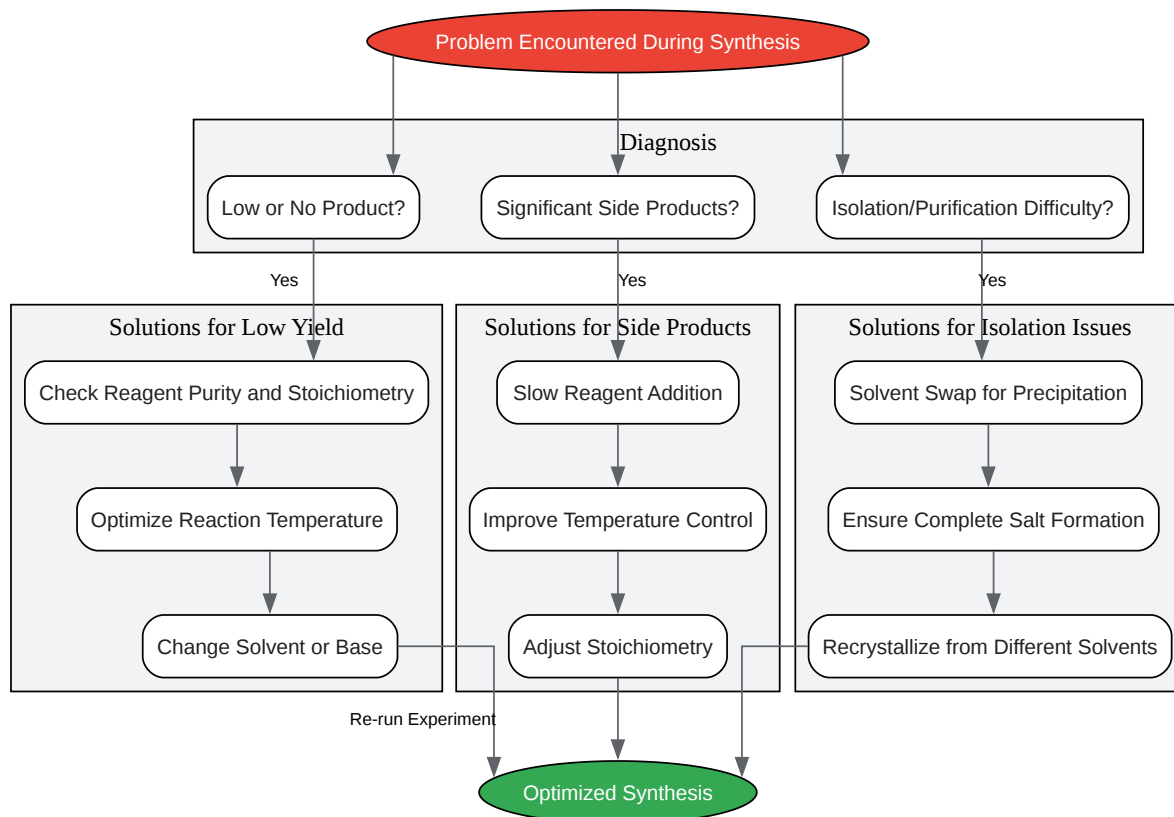 Problem Encountered During Synthesis
Diagnosis
Low or No Product?
Significant Side Products?
Isolation/Purification Difficulty?
Yes
Yes
Yes
Solutions for Low Yield
Solutions for Side Products
Solutions for Isolation Issues
Check Reagent Purity and Stoichiometry
Slow Reagent Addition
Solvent Swap for Precipitation
Optimize Reaction Temperature
Improve Temperature Control
Ensure Complete Salt Formation
Change Solvent or Base
Adjust Stoichiometry
Recrystallize from Different Solvents
Re-run Experiment
Optimized Synthesis